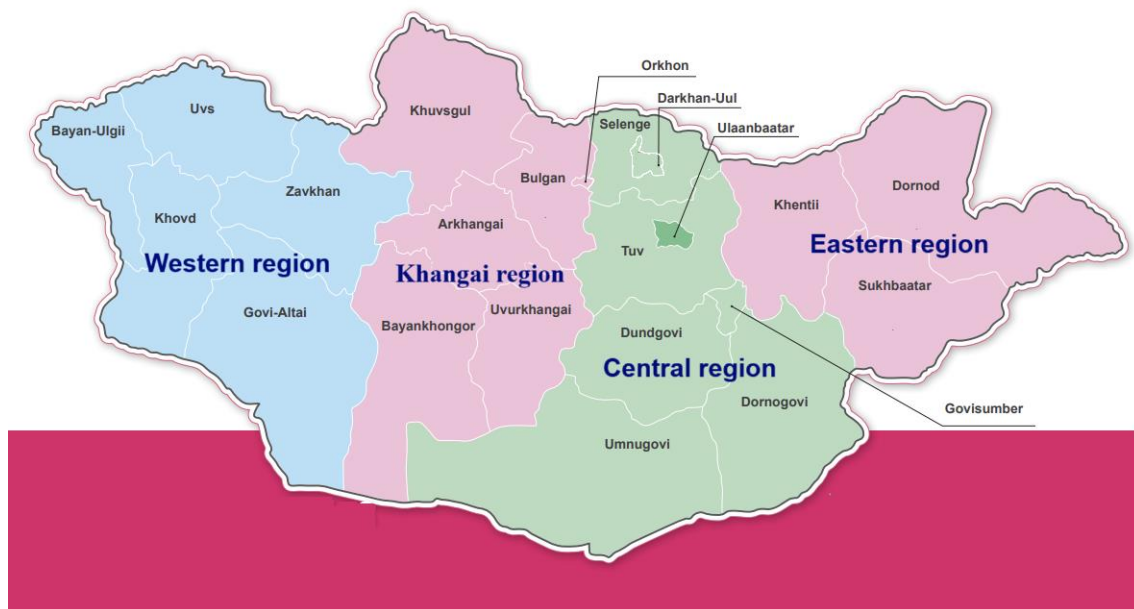 Orkhon
Darkhan-Uul
Ulaanbaatar
Selenge
Khuvsgul
Uvs
Bayan-Ulgii
Bulgan
Dornod
Zavkhan
Khentii
Khovd
Arkhangai
Tuv
Eastern region
Western region
Khangai region
Sukhbaatar
Govi-Altai
Bayankhongor
Uvurkhangai
Dundgovi
Central region
Dornogovi
Govisumber
Umnugovi